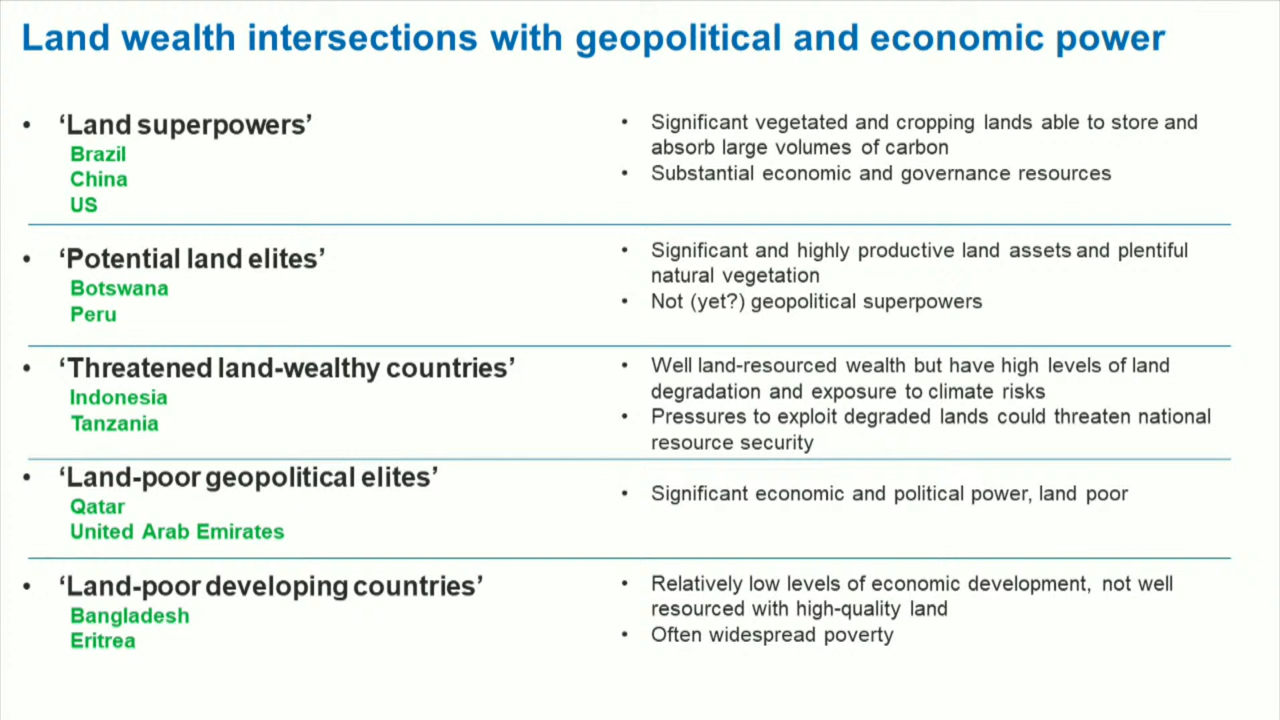 Land wealth intersections with geopolitical and economic power
• ‘Land superpowers’
Brazil
China
US
• Significant vegetated and cropping lands able to store and
absorb large volumes of carbon
• Substantial economic and governance resources
• ‘Potential land elites’
Botswana
Peru
• Significant and highly productive land assets and plentiful
natural vegetation
• Not (yet?) geopolitical superpowers
• ‘Threatened land-wealthy countries’
Indonesia
Tanzania
• Well land-resourced wealth but have high levels of land
degradation and exposure to climate risks
• Pressures to exploit degraded lands could threaten national
resource security
• ‘Land-poor geopolitical elites’
Qatar
United Arab Emirates
• Significant economic and political power, land poor
• ‘Land-poor developing countries’
Bangladesh
Eritrea
• Relatively low levels of economic development, not well
resourced with high-quality land
• Often widespread poverty